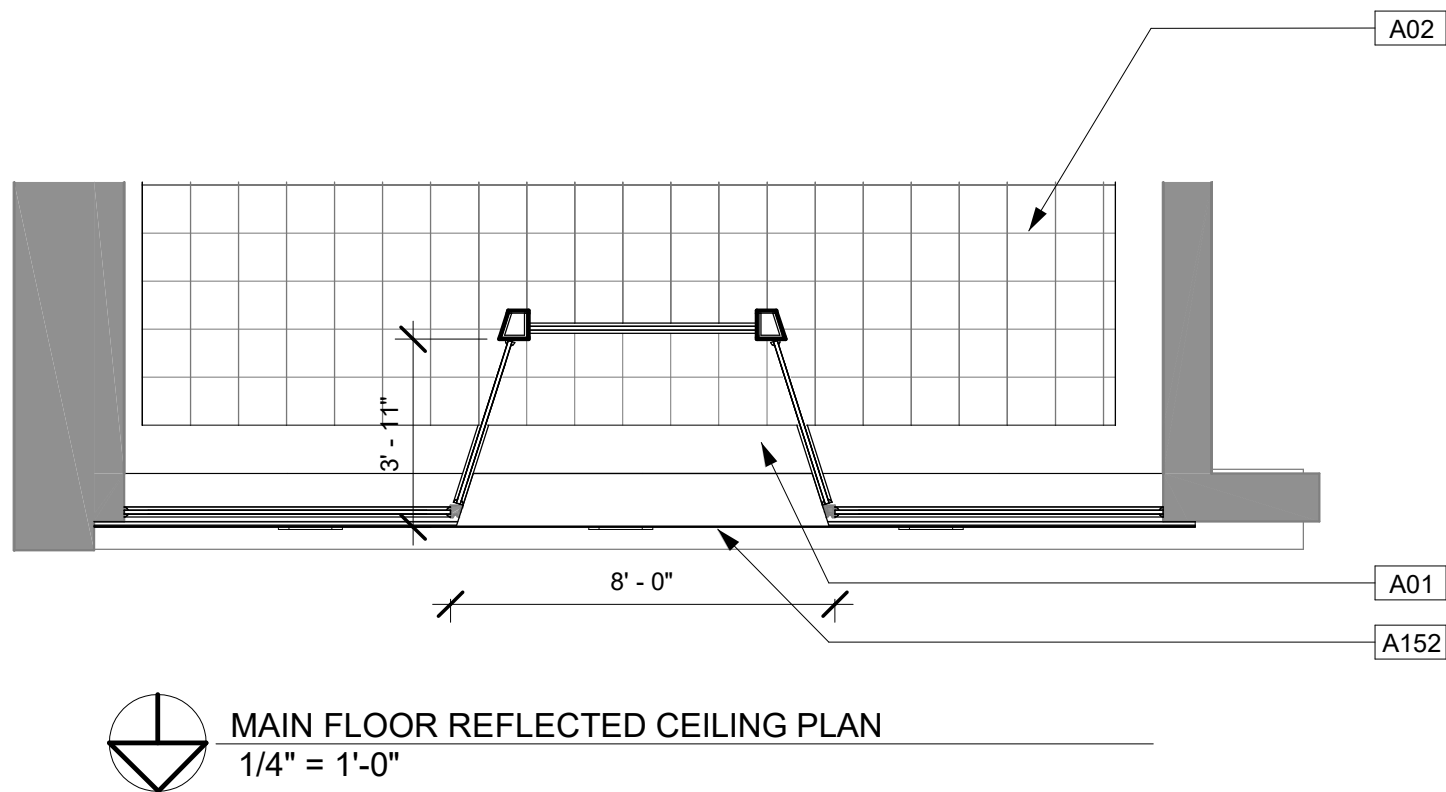 A02
3' - 11"
8' - 0"
A01
A152
MAIN FLOOR REFLECTED CEILING PLAN
1/4" = 1'-0"